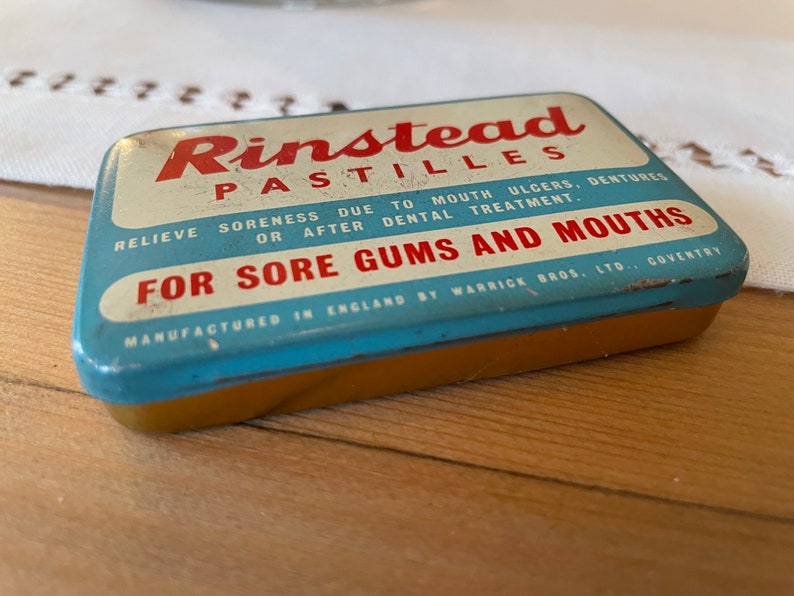 Rinstead
PASTILLES
RELIEVE SORENESS DUE TO MOUTH ULCERS, DENTURES
OR AFTER DENTAL TREATMENT.
FOR SORE GUMS AND MOUTHS
MANUFACTURED IN ENGLAND BY WARRICK BROS. LTD., COVENTRY